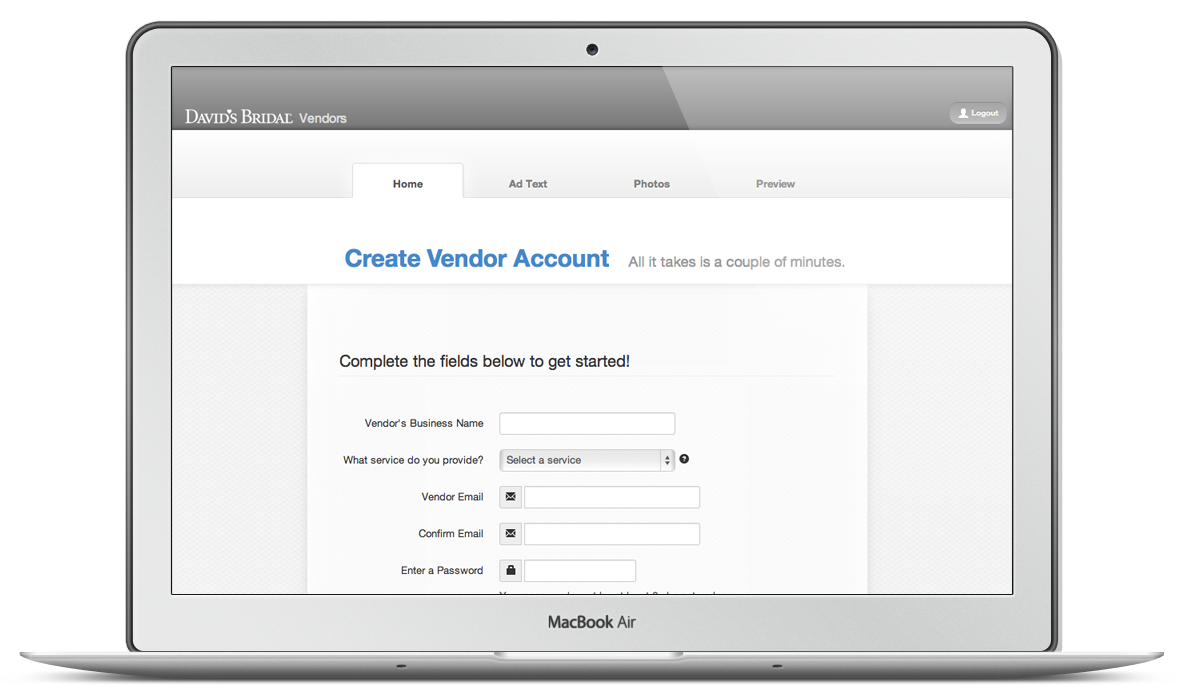 DAVID'S BRIDAL Vendors
Logout
Home Ad Text Photos Preview
Create Vendor Account All it takes is a couple of minutes.
Complete the fields below to get started!
Vendor's Business Name
What service do you provide? Select a service ?
Vendor Email
Confirm Email
Enter a Password
MacBook Air